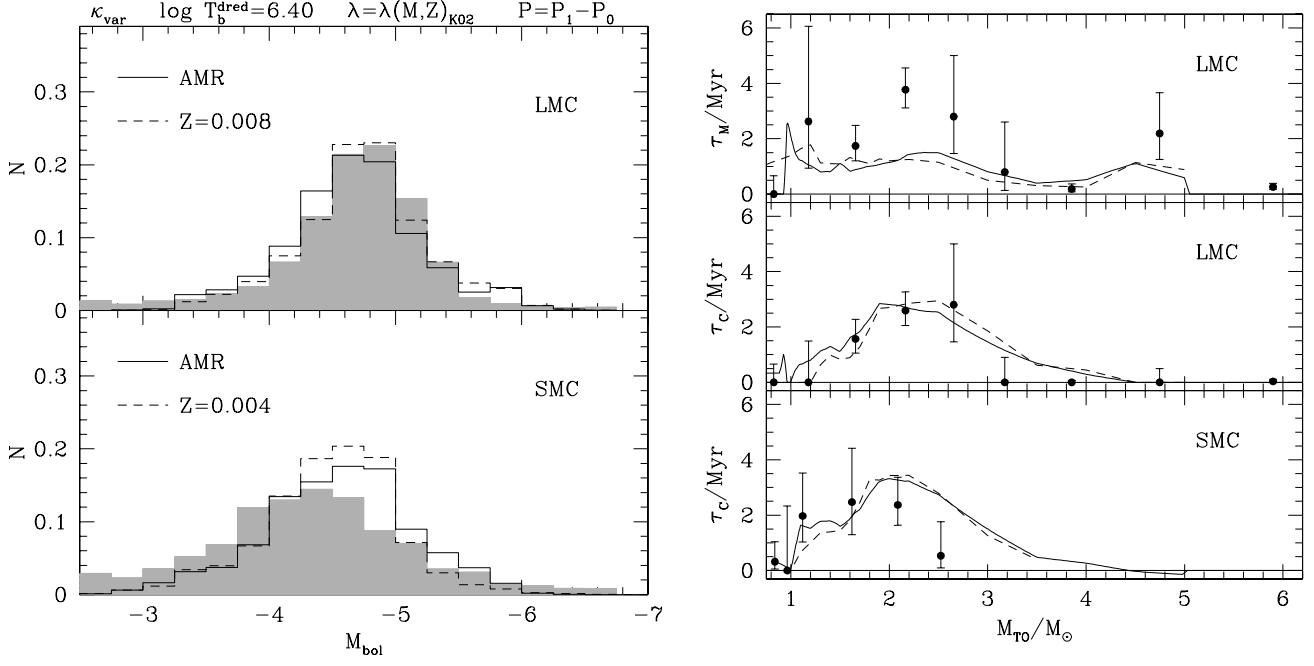 κvar log Tb^dred=6.40 λ=λ(M,Z)K02 P=P1−P0
AMR
Z=0.008
LMC
0.3
0.2
0.1
0
N
AMR
Z=0.004
SMC
0.3
0.2
0.1
0
N
−3 −4 −5 −6 −7
Mbol
6
4
2
0
τM/Myr
LMC
6
4
2
0
τC/Myr
LMC
6
4
2
0
τC/Myr
SMC
1 2 3 4 5 6
MTO/M⊙